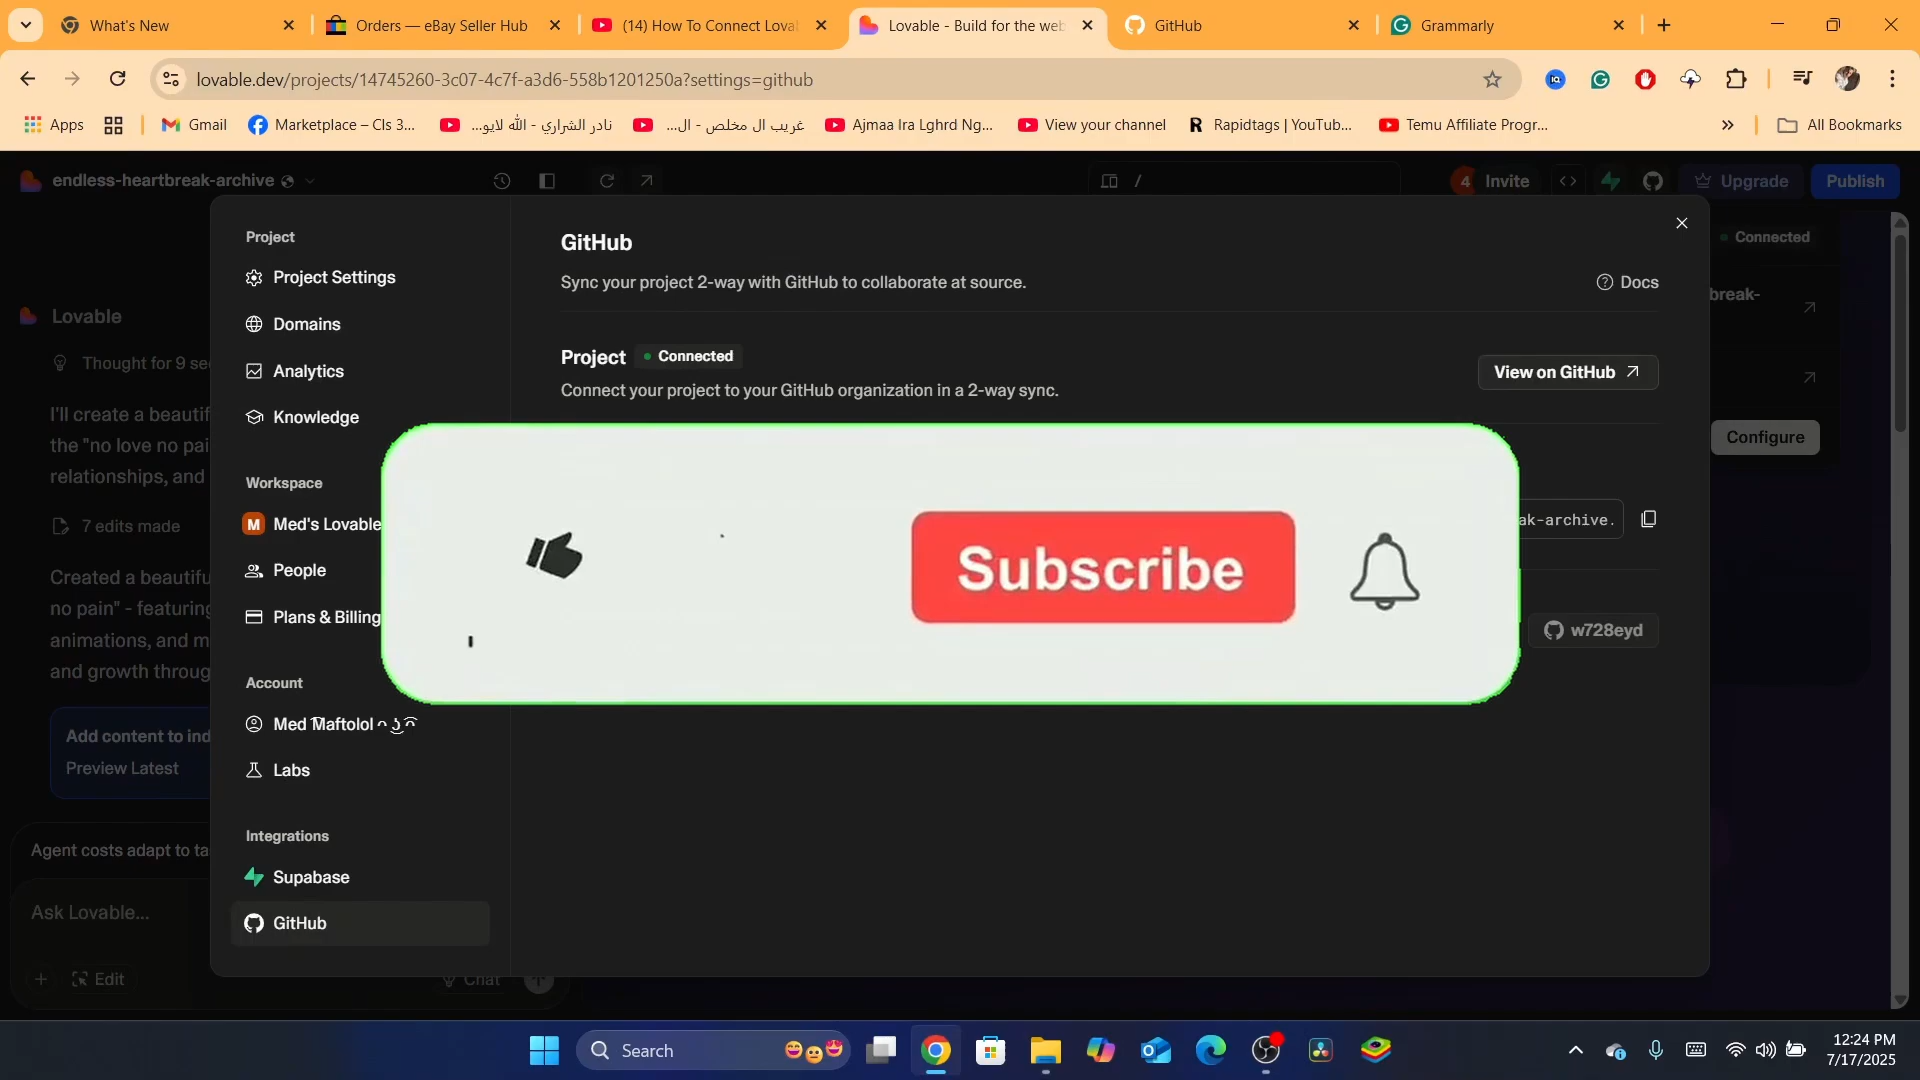 What's New
Orders — eBay Seller Hub
(14) How To Connect Lova
Lovable - Build for the web
GitHub
Grammarly
lovable.dev/projects/14745260-3c07-4c7f-a3d6-558b1201250a?settings=github
Apps
Gmail
Marketplace – Cls 3...
نادر الشراري - الله لايو...
غريب ال مخلص - ال...
Ajmaa Ira Lghrd Ng...
View your channel
Rapidtags | YouTub...
Temu Affiliate Progr...
All Bookmarks
endless-heartbreak-archive
/
4 Invite
Upgrade
Publish
Connected
break-
Configure
Lovable
Thought for 9 sec
I'll create a beautif
the "no love no pai
relationships, and
7 edits made
Created a beautifu
no pain" - featuring
animations, and m
and growth throug
Add content to ind
Preview Latest
Agent costs adapt to ta
Ask Lovable...
Edit
Chat
Project
Project Settings
Domains
Analytics
Knowledge
Workspace
M Med's Lovable
People
Plans & Billing
Account
Med Maftolol
Labs
Integrations
Supabase
GitHub
GitHub
Sync your project 2-way with GitHub to collaborate at source.
Docs
Project
Connected
Connect your project to your GitHub organization in a 2-way sync.
View on GitHub
ak-archive.
w728eyd
Subscribe
Search
12:24 PM
7/17/2025